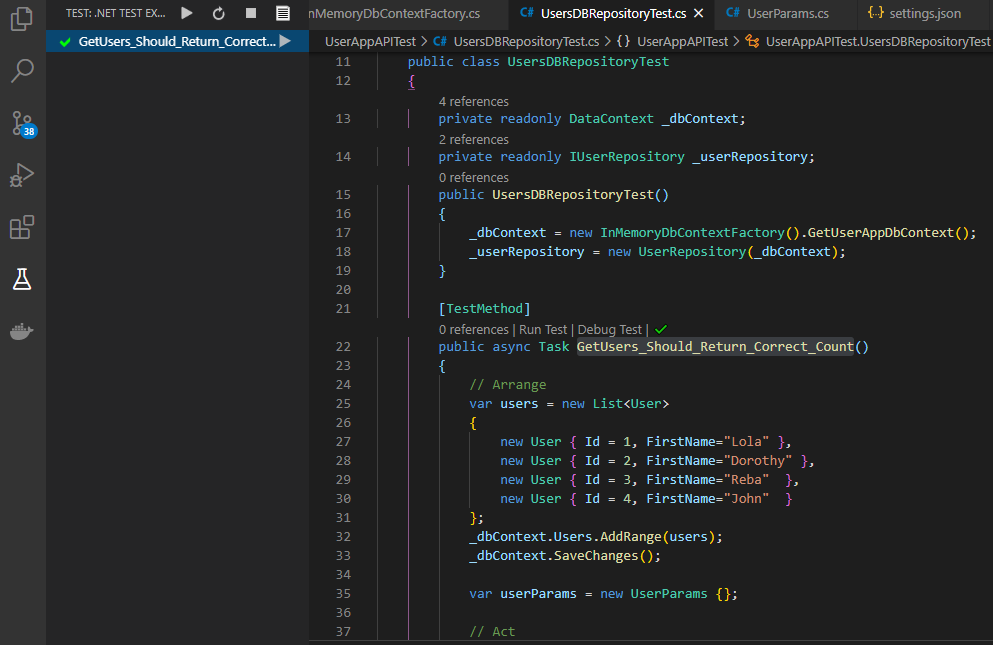 TEST: .NET TEST EX...
nMemoryDbContextFactory.cs
C# UsersDBRepositoryTest.cs
C# UserParams.cs
{..} settings.json
GetUsers_Should_Return_Correct...
UserAppAPITest > C# UsersDBRepositoryTest.cs > {} UserAppAPITest > UserAppAPITest.UsersDBRepositoryTest
38
11 public class UsersDBRepositoryTest
12 {
4 references
13 private readonly DataContext _dbContext;
2 references
14 private readonly IUserRepository _userRepository;
0 references
15 public UsersDBRepositoryTest()
16 {
17 _dbContext = new InMemoryDbContextFactory().GetUserAppDbContext();
18 _userRepository = new UserRepository(_dbContext);
19 }
20
21 [TestMethod]
0 references | Run Test | Debug Test | ✓
22 public async Task GetUsers_Should_Return_Correct_Count()
23 {
24 // Arrange
25 var users = new List<User>
26 {
27 new User { Id = 1, FirstName="Lola" },
28 new User { Id = 2, FirstName="Dorothy" },
29 new User { Id = 3, FirstName="Reba"  },
30 new User { Id = 4, FirstName="John"  }
31 };
32 _dbContext.Users.AddRange(users);
33 _dbContext.SaveChanges();
34
35 var userParams = new UserParams {};
36
37 // Act